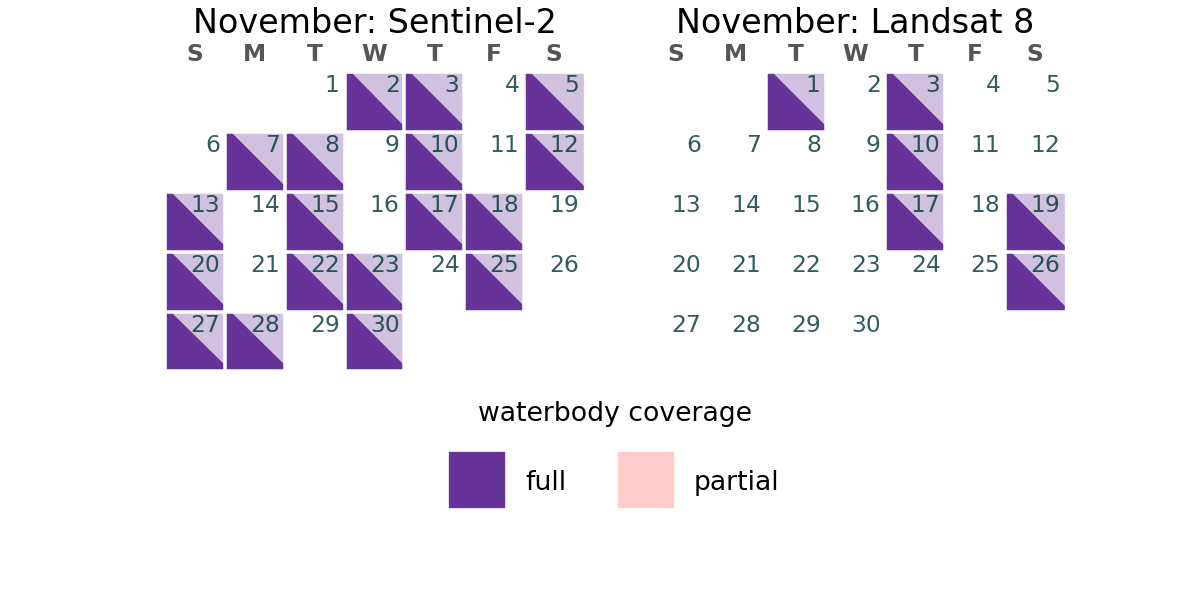 November: Sentinel-2
S M T W T F S
1 2 3 4 5
6 7 8 9 10 11 12
13 14 15 16 17 18 19
20 21 22 23 24 25 26
27 28 29 30
November: Landsat 8
S M T W T F S
1 2 3 4 5
6 7 8 9 10 11 12
13 14 15 16 17 18 19
20 21 22 23 24 25 26
27 28 29 30
waterbody coverage
full partial